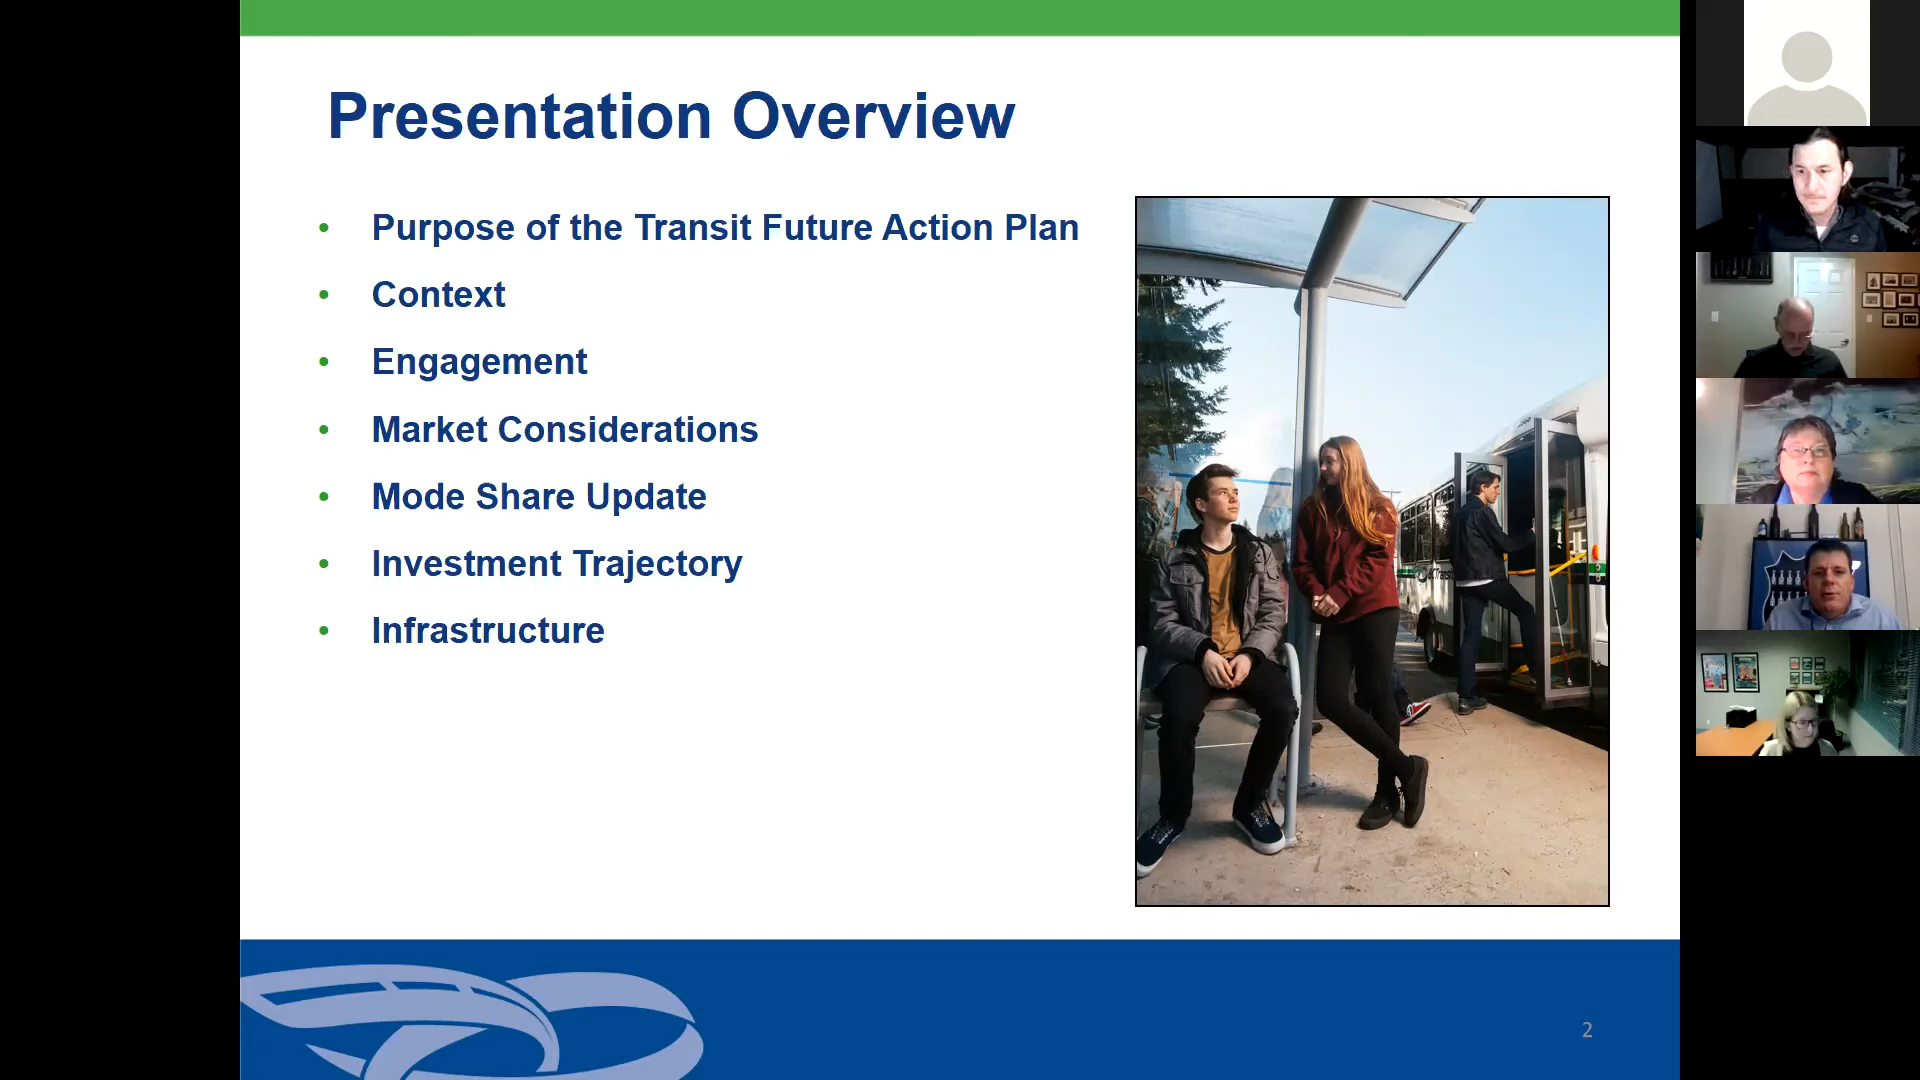 Presentation Overview
• Purpose of the Transit Future Action Plan
• Context
• Engagement
• Market Considerations
• Mode Share Update
• Investment Trajectory
• Infrastructure
BCTransit
2